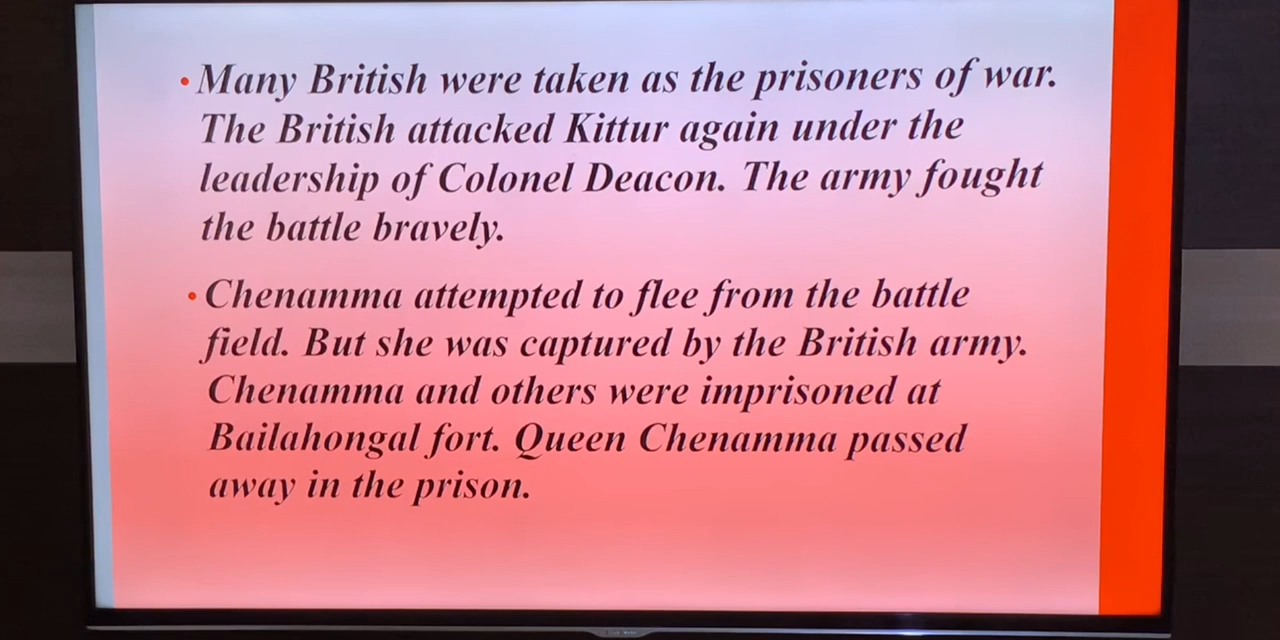 • Many British were taken as the prisoners of war.
The British attacked Kittur again under the
leadership of Colonel Deacon. The army fought
the battle bravely.
• Chenamma attempted to flee from the battle
field. But she was captured by the British army.
Chenamma and others were imprisoned at
Bailahongal fort. Queen Chenamma passed
away in the prison.